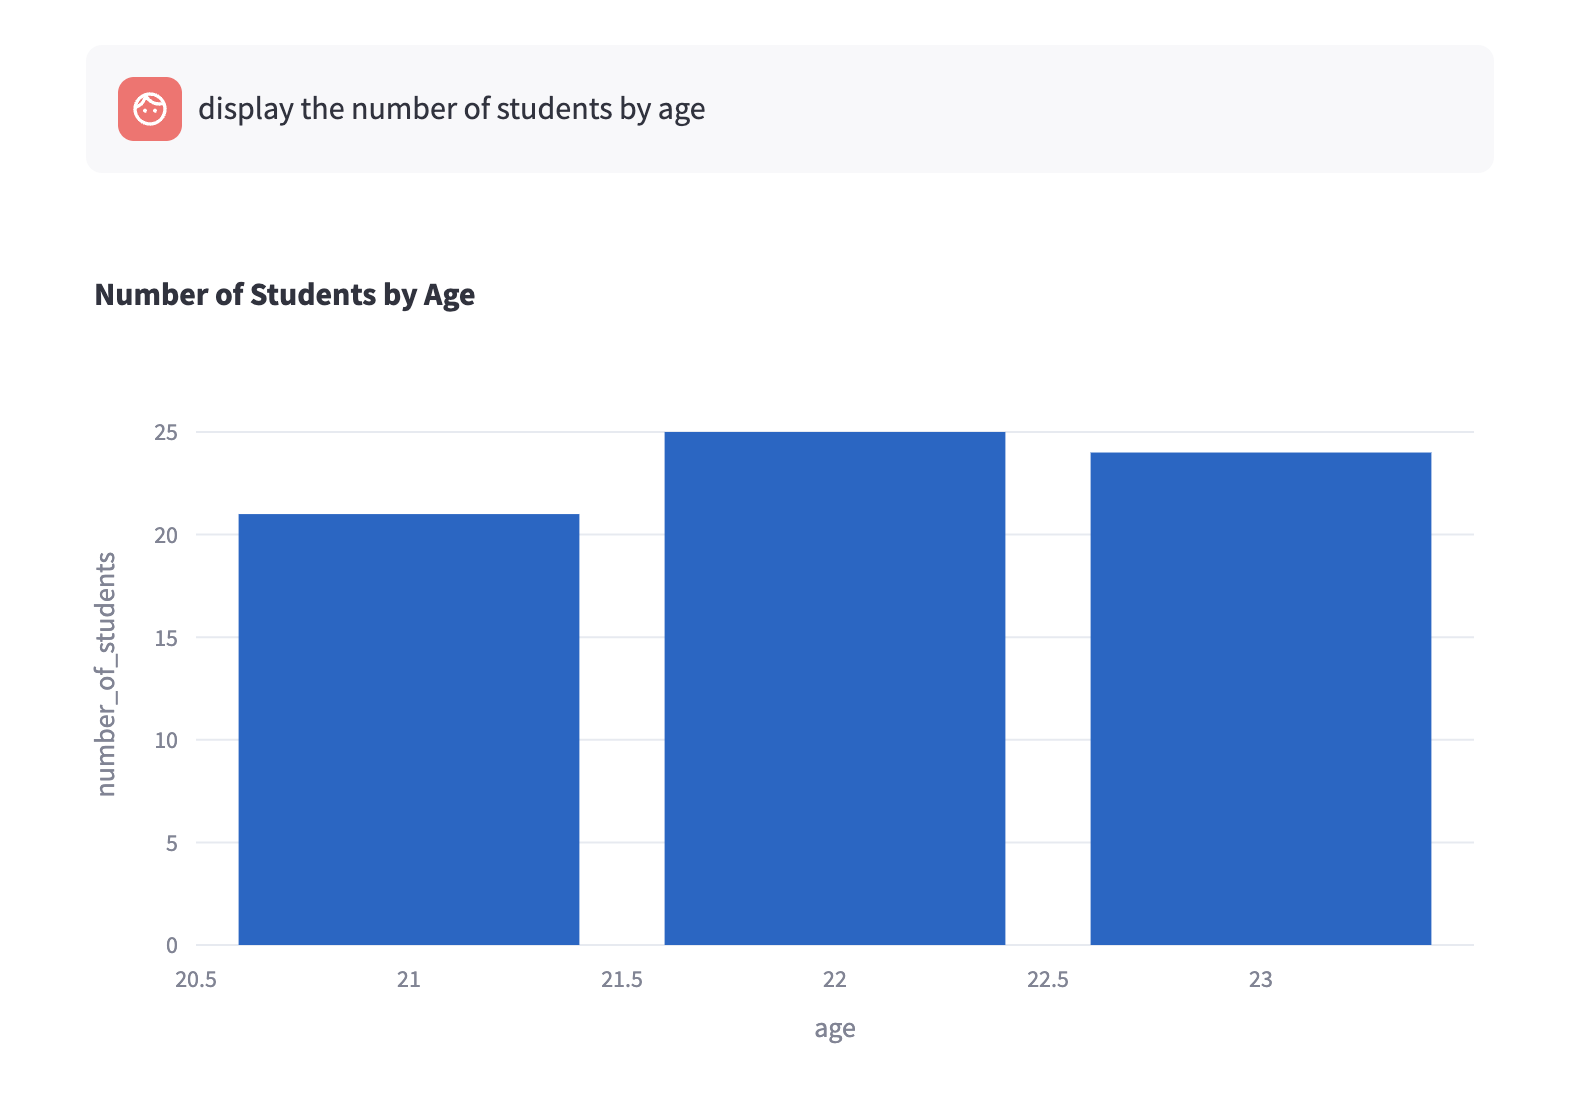 display the number of students by age
Number of Students by Age
number_of_students
25
20
15
10
5
0
20.5 21 21.5 22 22.5 23
age